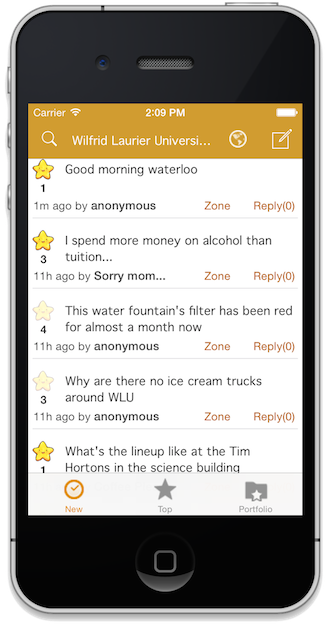 Carrier 2:09 PM
Wilfrid Laurier Universi...
Good morning waterloo
1
1m ago by anonymous Zone Reply(0)
I spend more money on alcohol than
tuition...
3
11h ago by Sorry mom... Zone Reply(0)
This water fountain's filter has been red
for almost a month now
4
11h ago by anonymous Zone Reply(0)
Why are there no ice cream trucks
around WLU
3
11h ago by anonymous Zone Reply(0)
What's the lineup like at the Tim
Hortons in the science building
1
New Top Portfolio